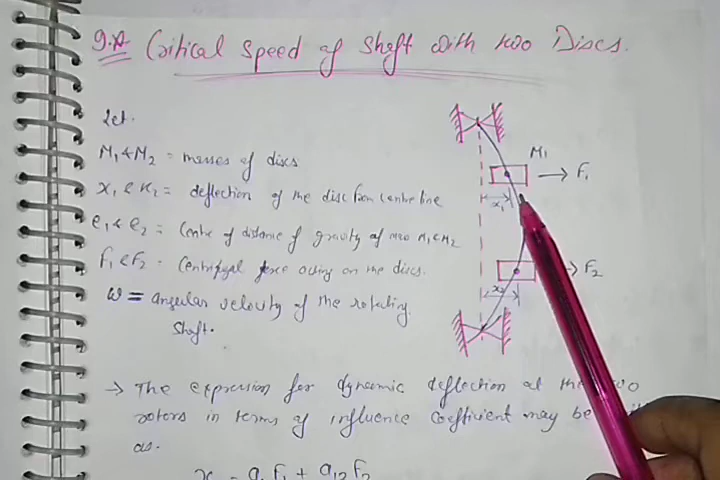 9.A Critical Speed of Shaft with two Discs.
Let.
M1 & M2 = masses of discs
x1 & x2 = deflection of the disc from centre line
e1 & e2 = Centre of distance of gravity of two M1 & M2
F1 & F2 - Centrifugal force acting on the discs.
ω = angular velocity of the rotating
Shaft.
M1
F1
x1
F2
x2
→ The expression for dynamic deflection at the
rotors in terms of influence coefficient may be
as.
x = a F1 + a12 F2